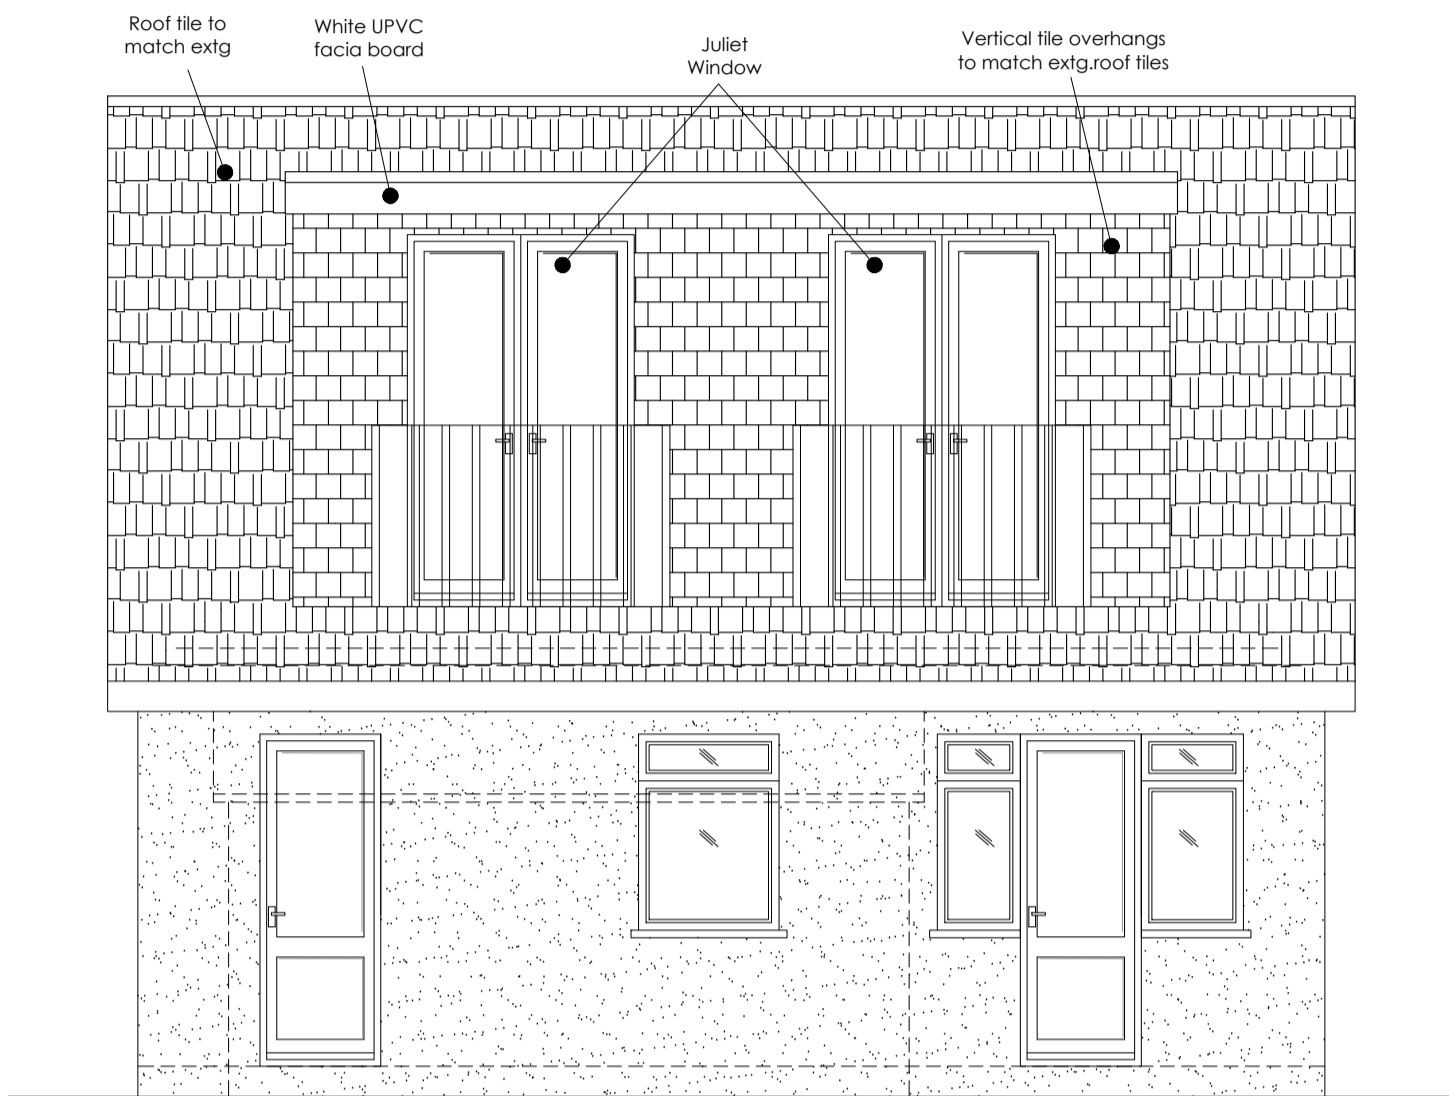 Roof tile to
match extg
White UPVC
facia board
Juliet
Window
Vertical tile overhangs
to match extg.roof tiles